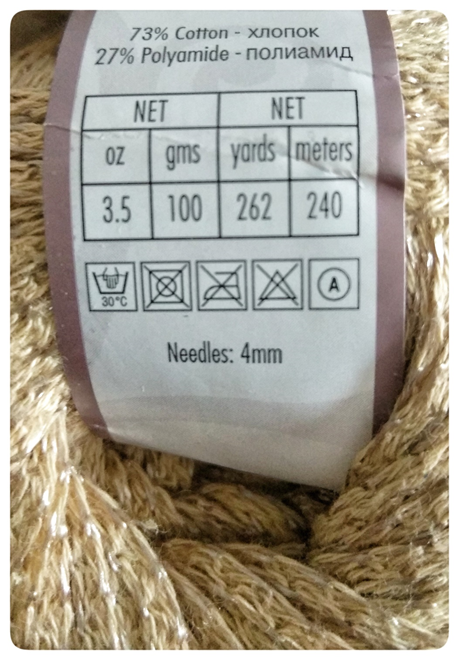 73% Cotton - хлопок
27% Polyamide - полиамид
NET NET
oz gms yards meters
3.5 100 262 240
30°C A
Needles: 4mm